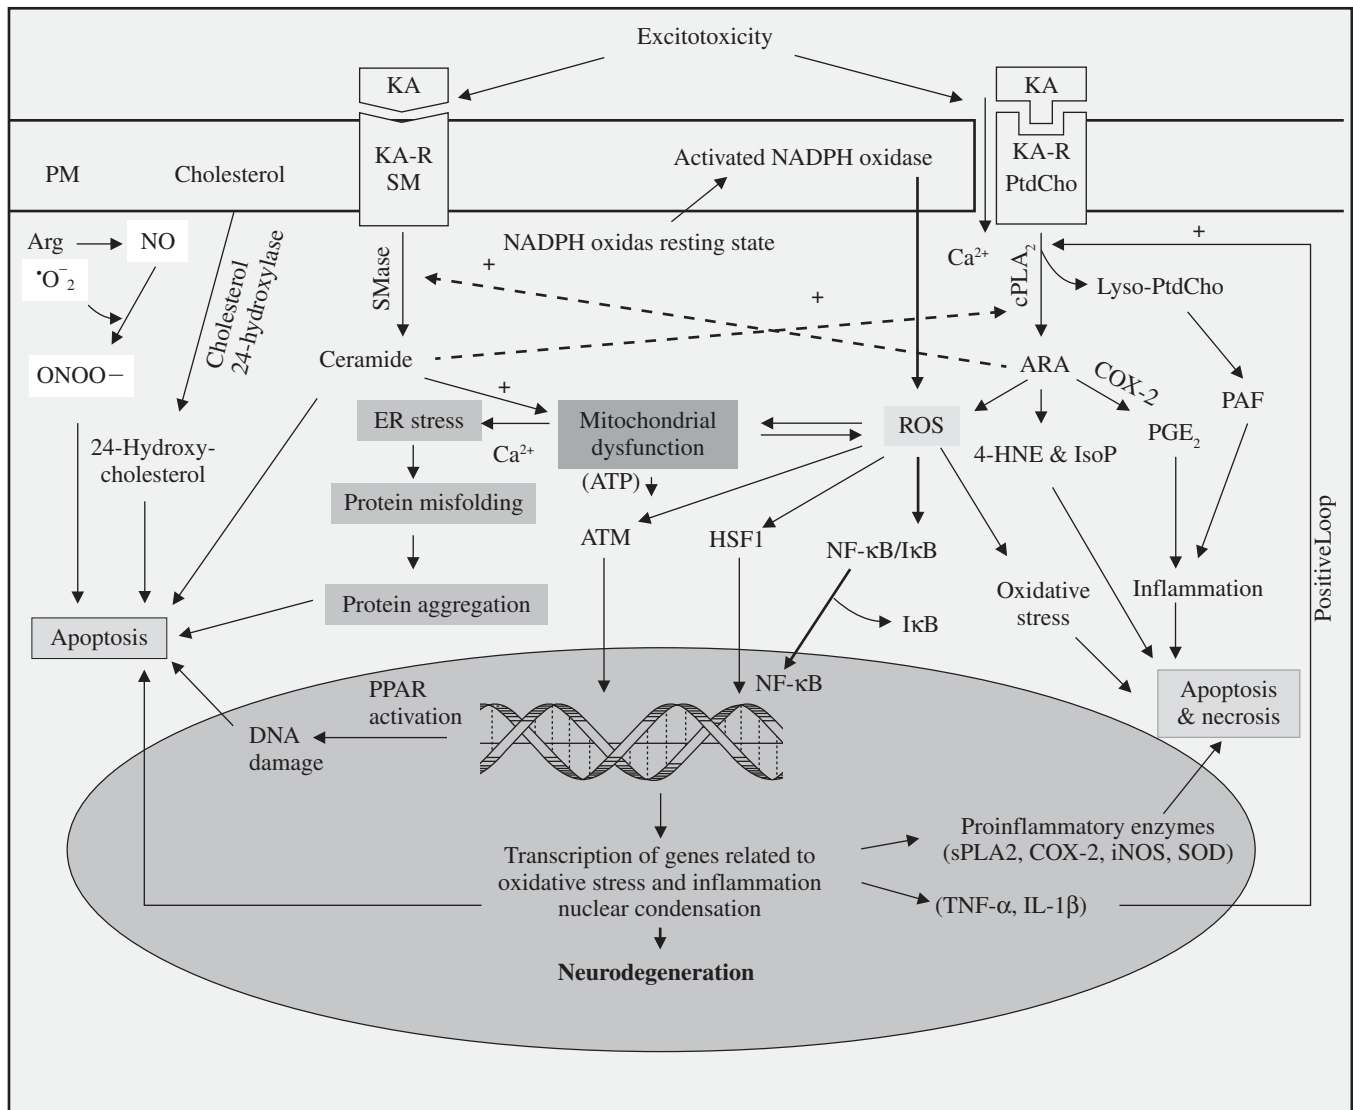 Excitotoxicity
KA
KA
KA-R
SM
KA-R
PtdCho
PM
Cholesterol
Activated NADPH oxidase
NADPH oxidas resting state
Arg
NO
•O⁻₂
ONOO−
Cholesterol
24-hydroxylase
24-Hydroxy-
cholesterol
SMase
+
+
+
Ca²⁺
cPLA₂
Lyso-PtdCho
Ceramide
ARA
COX-2
PAF
PGE₂
+
ER stress
Ca²⁺
Mitochondrial
dysfunction
(ATP)
ROS
4-HNE & IsoP
Protein misfolding
ATM
HSF1
NF-κB/IκB
Protein aggregation
Oxidative
stress
Inflammation
PositiveLoop
IκB
Apoptosis
NF-κB
PPAR
activation
DNA
damage
Apoptosis
& necrosis
Transcription of genes related to
oxidative stress and inflammation
nuclear condensation
Proinflammatory enzymes
(sPLA2, COX-2, iNOS, SOD)
(TNF-α, IL-1β)
Neurodegeneration